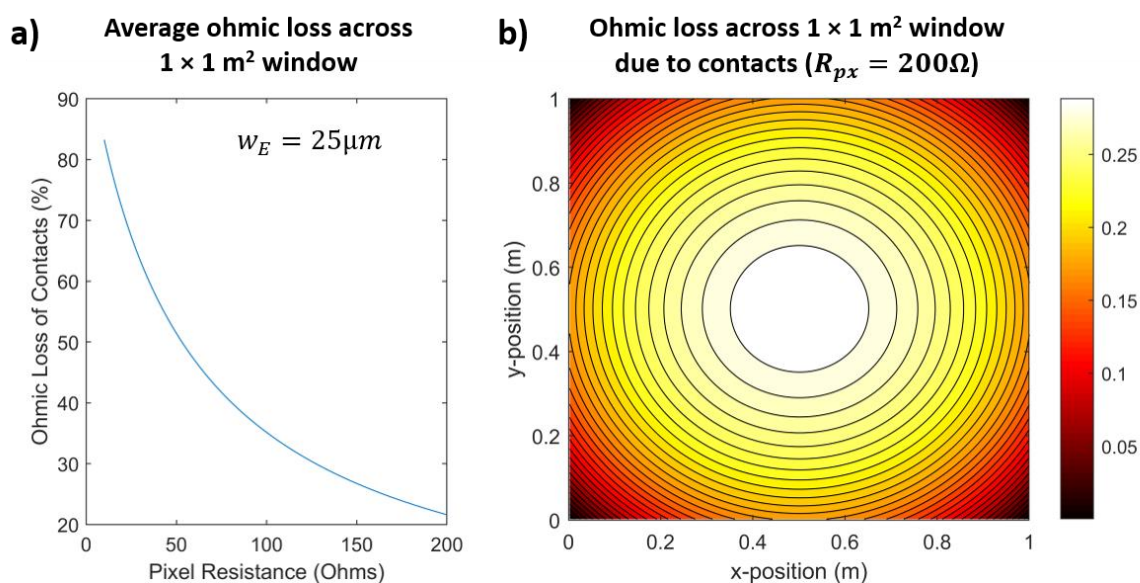 a)
Average ohmic loss across
1 × 1 m² window
90
80
70
60
50
40
30
20
Ohmic Loss of Contacts (%)
w_E = 25μm
0
50
100
150
200
Pixel Resistance (Ohms)
b)
Ohmic loss across 1 × 1 m² window
due to contacts (R_px = 200Ω)
1
0.8
0.6
0.4
0.2
0
y-position (m)
0
0.2
0.4
0.6
0.8
1
x-position (m)
0.25
0.2
0.15
0.1
0.05